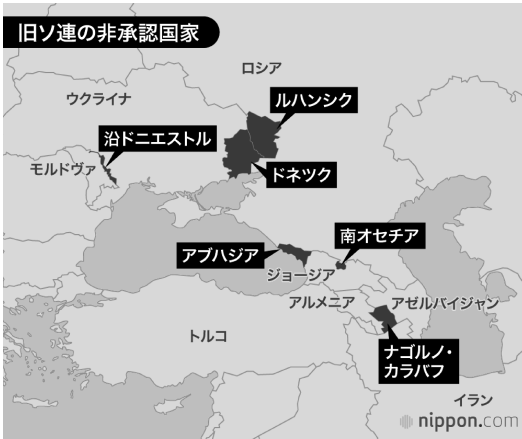 旧ソ連の非承認国家
ロシア
ウクライナ
ルハンシク
沿ドニエストル
モルドヴァ
ドネツク
南オセチア
アブハジア
ジョージア
アルメニア
アゼルバイジャン
トルコ
ナゴルノ・
カラバフ
イラン
nippon.com